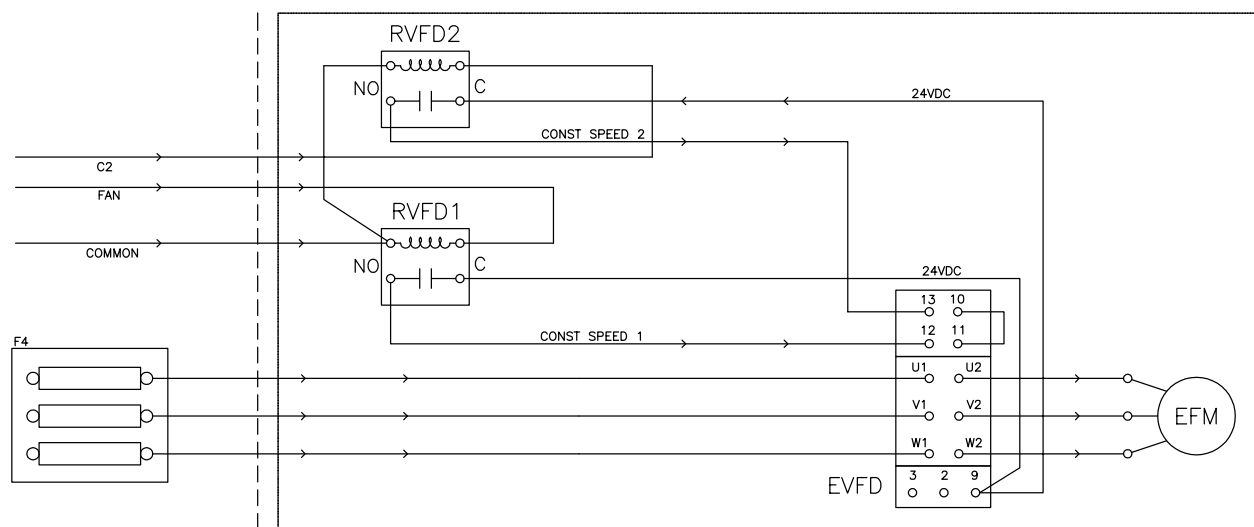 RVFD2
NO
C
24VDC
CONST SPEED 2
C2
FAN
RVFD1
COMMON
NO
C
24VDC
13 10
12 11
CONST SPEED 1
F4
U1 U2
V1 V2
EFM
W1 W2
EVFD
3 2 9